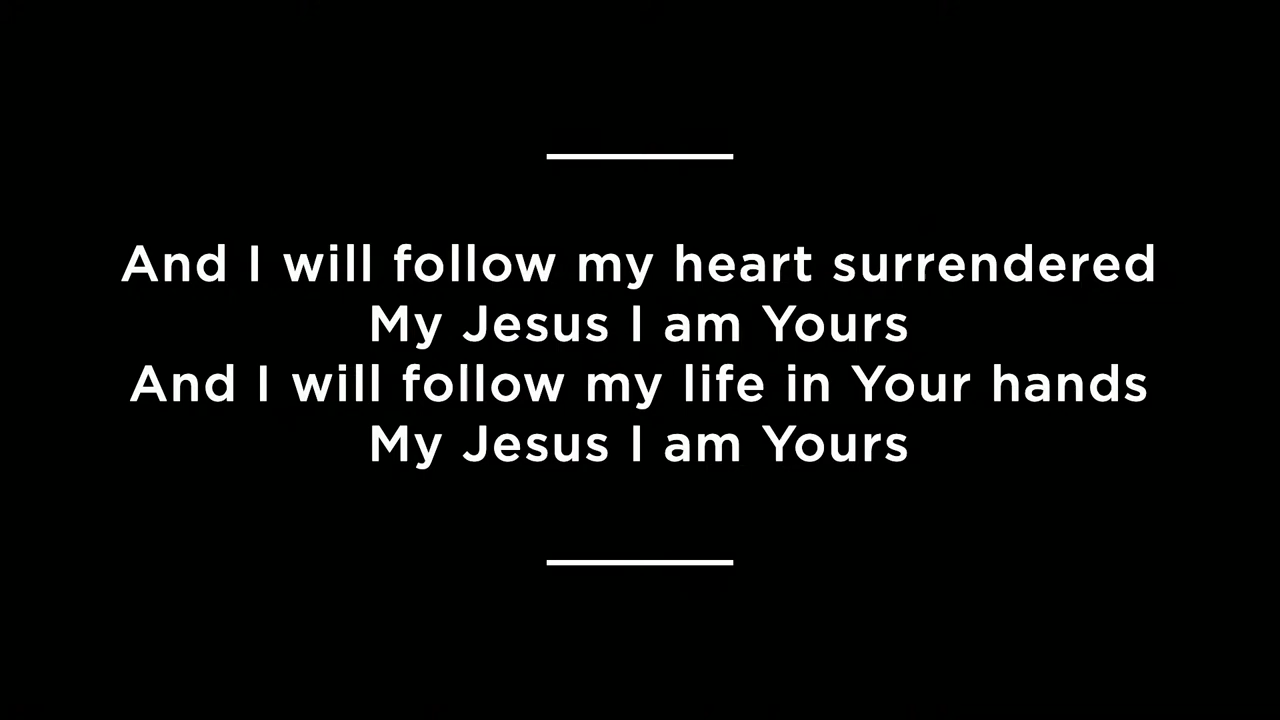 And I will follow my heart surrendered
My Jesus I am Yours
And I will follow my life in Your hands
My Jesus I am Yours